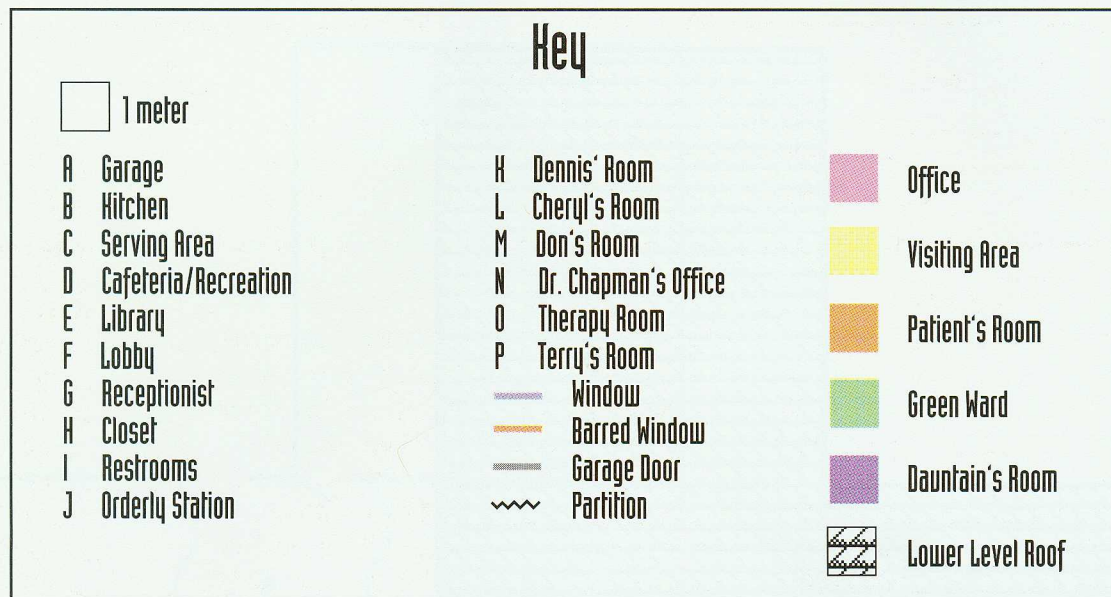 Key
1 meter
A Garage
B Kitchen
C Serving Area
D Cafeteria/Recreation
E Library
F Lobby
G Receptionist
H Closet
I Restrooms
J Orderly Station
K Dennis' Room
L Cheryl's Room
M Don's Room
N Dr. Chapman's Office
O Therapy Room
P Terry's Room
Window
Barred Window
Garage Door
Partition
Office
Visiting Area
Patient's Room
Green Ward
Dauntain's Room
Lower Level Roof